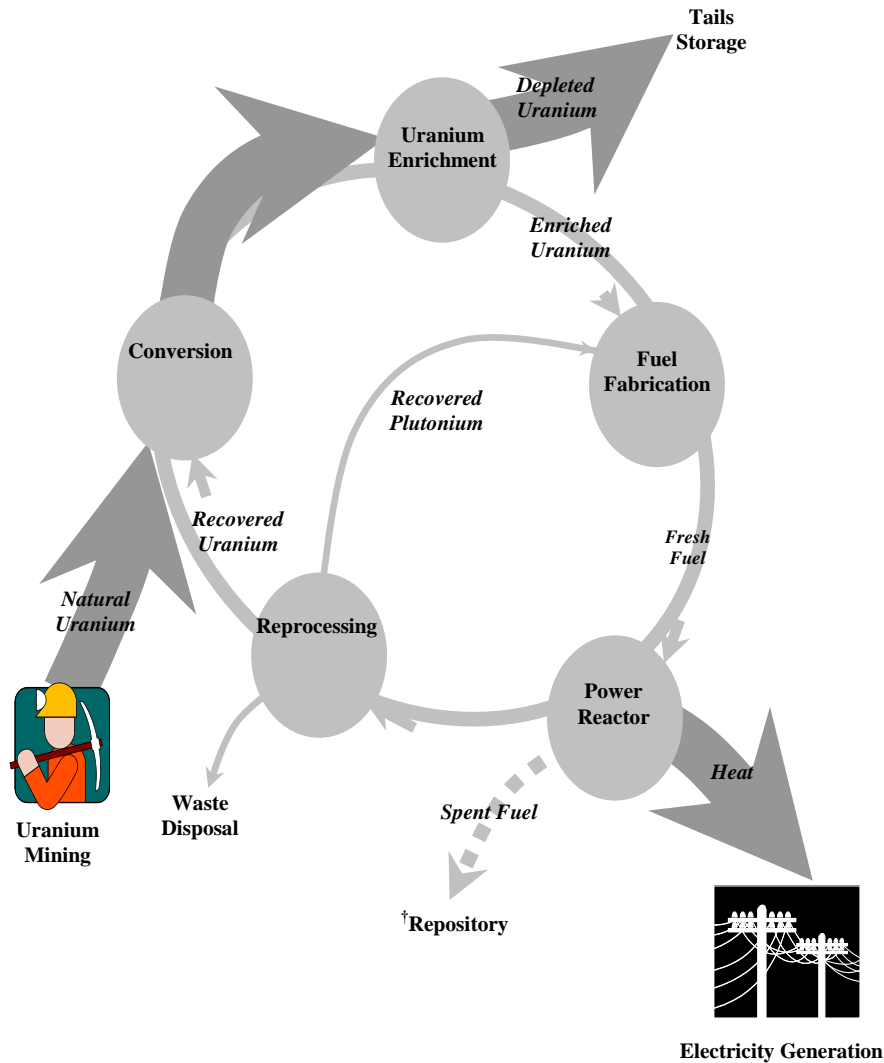 Tails
Storage
Depleted
Uranium
Uranium
Enrichment
Enriched
Uranium
Conversion
Fuel
Fabrication
Recovered
Plutonium
Recovered
Uranium
Fresh
Fuel
Natural
Uranium
Reprocessing
Power
Reactor
Heat
Waste
Disposal
Spent Fuel
Uranium
Mining
†Repository
Electricity Generation